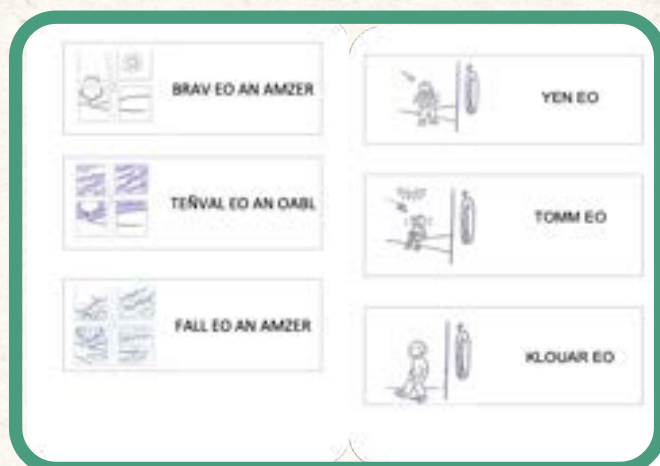 BRAV EO AN AMZER
TEÑVAL EO AN OABL
FALL EO AN AMZER
YEN EO
TOMM EO
KLOUAR EO